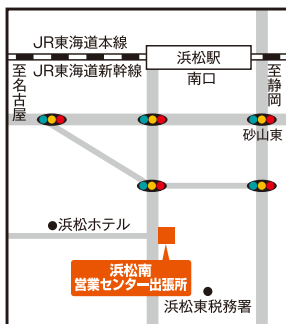 JR東海道本線
浜松駅
至名古屋
JR東海道新幹線
南口
至静岡
砂山東
浜松ホテル
浜松南
営業センター出張所
浜松東税務署